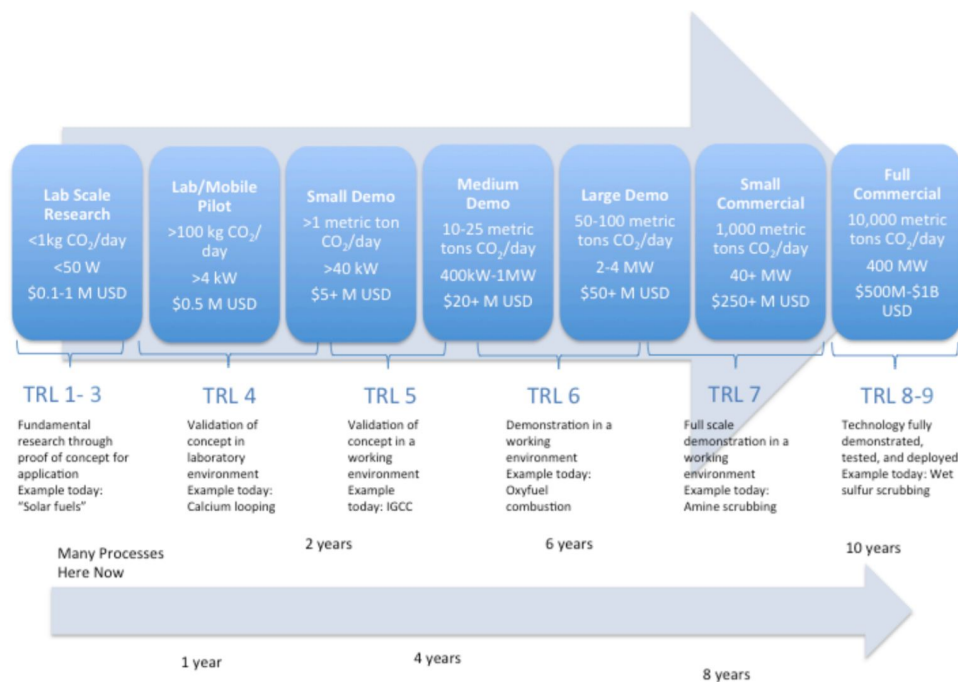 Lab Scale
Research
<1kg CO₂/day
<50 W
$0.1-1 M USD
Lab/Mobile
Pilot
>100 kg CO₂/
day
>4 kW
$0.5 M USD
Small Demo
>1 metric ton
CO₂/day
>40 kW
$5+ M USD
Medium
Demo
10-25 metric
tons CO₂/day
400kW-1MW
$20+ M USD
Large Demo
50-100 metric
tons CO₂/day
2-4 MW
$50+ M USD
Small
Commercial
1,000 metric
tons CO₂/day
40+ MW
$250+ M USD
Full
Commercial
10,000 metric
tons CO₂/day
400 MW
$500M-$1B
USD
TRL 1- 3
Fundamental
research through
proof of concept for
application
Example today:
“Solar fuels”
TRL 4
Validation of
concept in
laboratory
environment
Example today:
Calcium looping
TRL 5
Validation of
concept in a
working
environment
Example
today: IGCC
TRL 6
Demonstration in a
working
environment
Example today:
Oxyfuel
combustion
TRL 7
Full scale
demonstration in a
working
environment
Example today:
Amine scrubbing
TRL 8-9
Technology fully
demonstrated,
tested, and deployed
Example today: Wet
sulfur scrubbing
2 years
6 years
10 years
Many Processes
Here Now
1 year
4 years
8 years